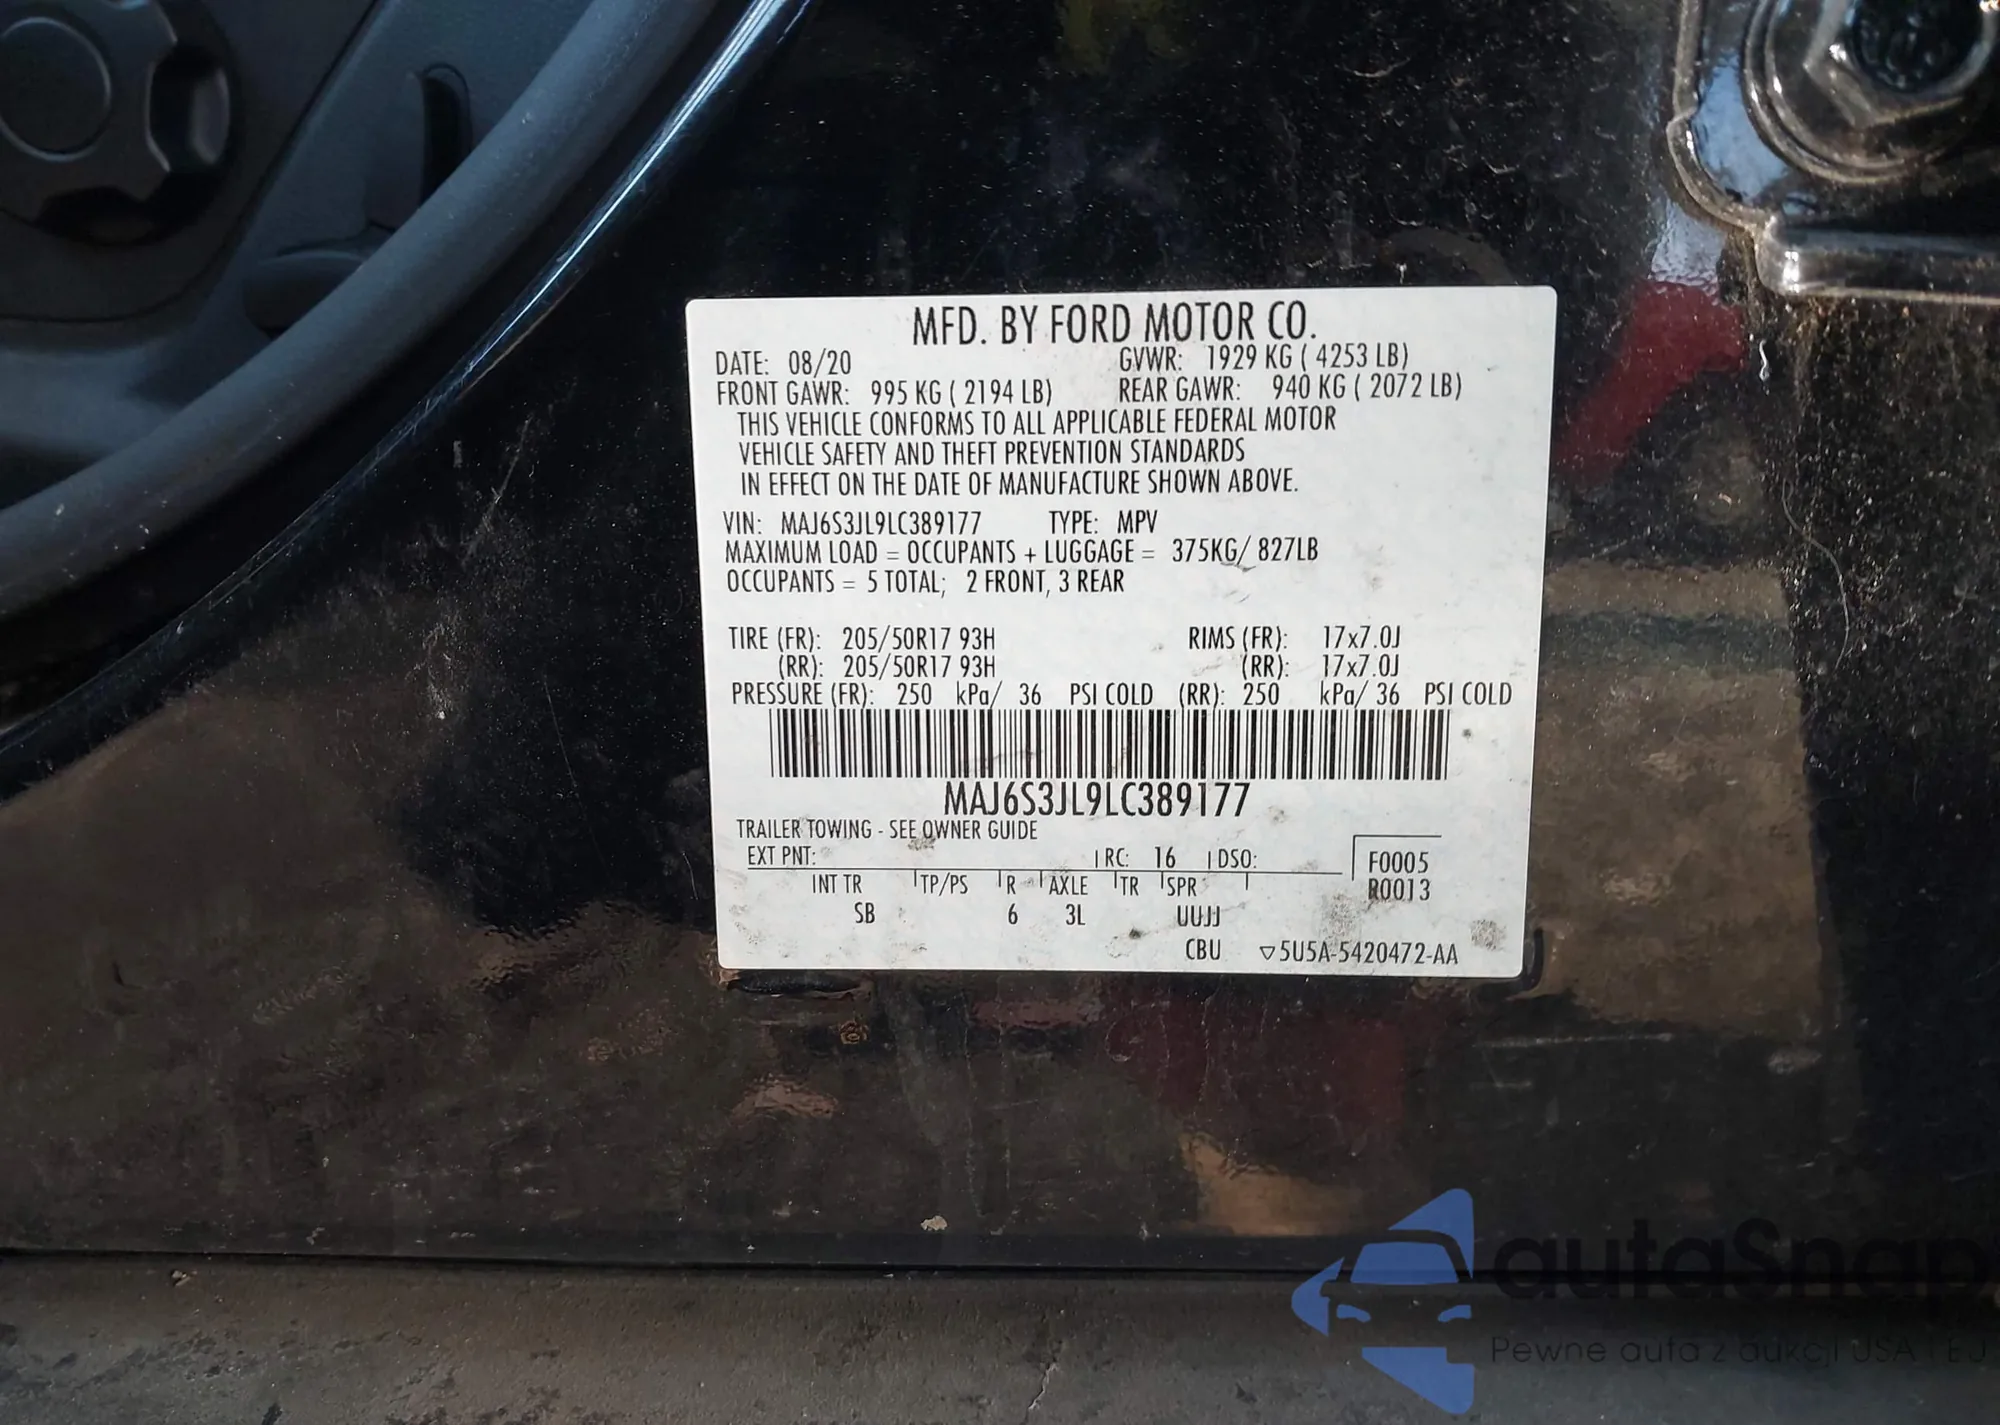 MFD. BY FORD MOTOR CO.
DATE: 08/20 GVWR: 1929 KG ( 4253 LB)
FRONT GAWR: 995 KG ( 2194 LB) REAR GAWR: 940 KG ( 2072 LB)
THIS VEHICLE CONFORMS TO ALL APPLICABLE FEDERAL MOTOR
VEHICLE SAFETY AND THEFT PREVENTION STANDARDS
IN EFFECT ON THE DATE OF MANUFACTURE SHOWN ABOVE.
VIN: MAJ6S3JL9LC389177 TYPE: MPV
MAXIMUM LOAD = OCCUPANTS + LUGGAGE = 375KG/ 827LB
OCCUPANTS = 5 TOTAL; 2 FRONT, 3 REAR
TIRE (FR): 205/50R17 93H RIMS (FR): 17x7.0J
(RR): 205/50R17 93H (RR): 17x7.0J
PRESSURE (FR): 250 kPa/ 36 PSI COLD (RR): 250 kPa/ 36 PSI COLD
MAJ6S3JL9LC389177
TRAILER TOWING - SEE OWNER GUIDE
EXT PNT: RC: 16 DSO: F0005
INT TR TP/PS R AXLE TR SPR R0013
SB 6 3L UUJJ
CBU ▽5U5A-5420472-AA
autaSnap
Pewne auta z aukcji USA i EU